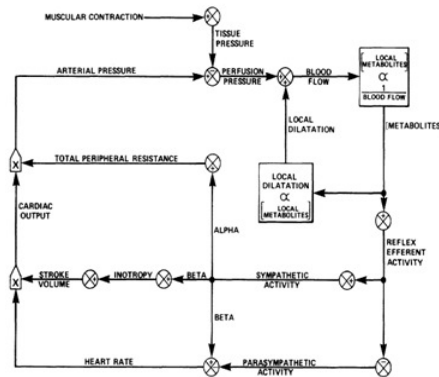 MUSCULAR CONTRACTION
TISSUE
PRESSURE
ARTERIAL PRESSURE
PERFUSION
PRESSURE
BLOOD
FLOW
[LOCAL
METABOLITES]
α
1
BLOOD FLOW
LOCAL
DILATATION
[METABOLITES
TOTAL PERIPHERAL RESISTANCE
LOCAL
DILATATION
α
[LOCAL
METABOLITES]
X
CARDIAC
OUTPUT
ALPHA
REFLEX
EFFERENT
ACTIVITY
X
STROKE
VOLUME
INOTROPY
BETA
SYMPATHETIC
ACTIVITY
BETA
HEART RATE
PARASYMPATHETIC
ACTIVITY